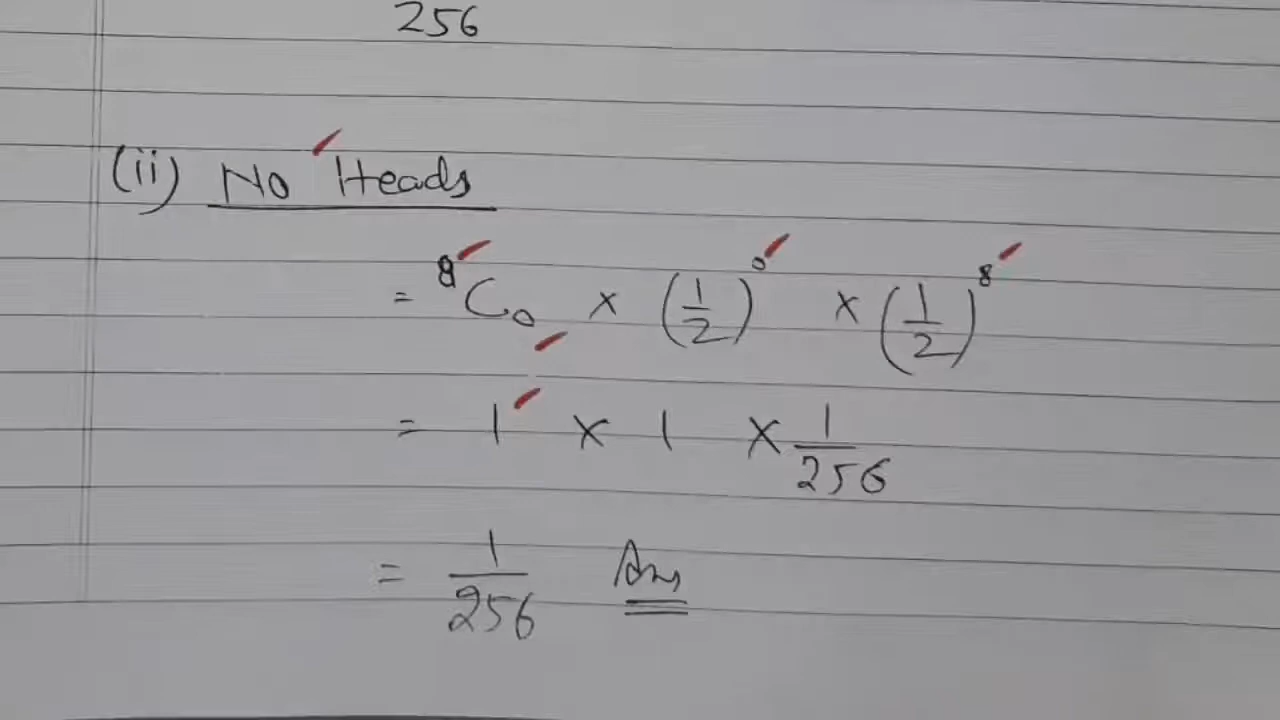 256
(ii) No Heads
= ⁸C₀ × (1/2)⁰ × (1/2)⁸
= 1 × 1 × 1/256
= 1/256 Ans